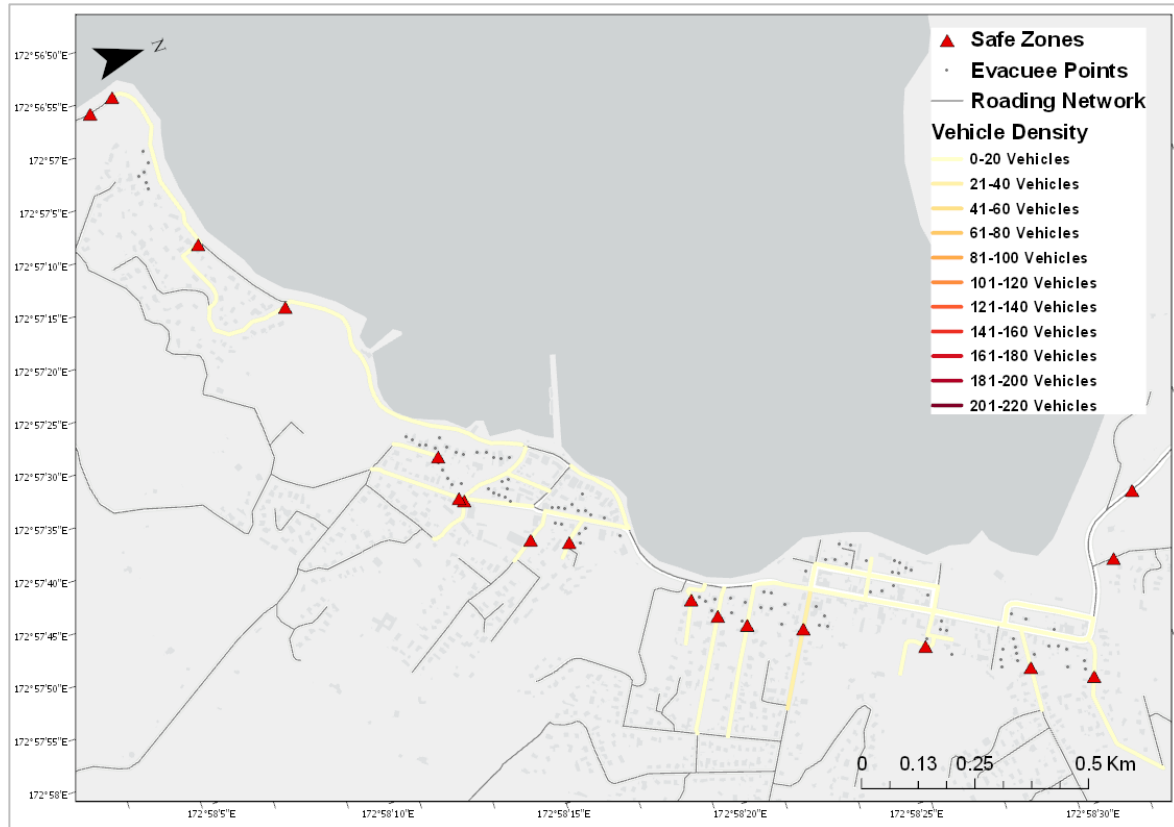 N
Safe Zones
Evacuee Points
Roading Network
Vehicle Density
0-20 Vehicles
21-40 Vehicles
41-60 Vehicles
61-80 Vehicles
81-100 Vehicles
101-120 Vehicles
121-140 Vehicles
141-160 Vehicles
161-180 Vehicles
181-200 Vehicles
201-220 Vehicles
172°56'50"E
172°56'55"E
172°57'E
172°57'5"E
172°57'10"E
172°57'15"E
172°57'20"E
172°57'25"E
172°57'30"E
172°57'35"E
172°57'40"E
172°57'45"E
172°57'50"E
172°57'55"E
172°58'E
0 0.13 0.25 0.5 Km
172°58'5"E 172°58'10"E 172°58'15"E 172°58'20"E 172°58'25"E 172°58'30"E